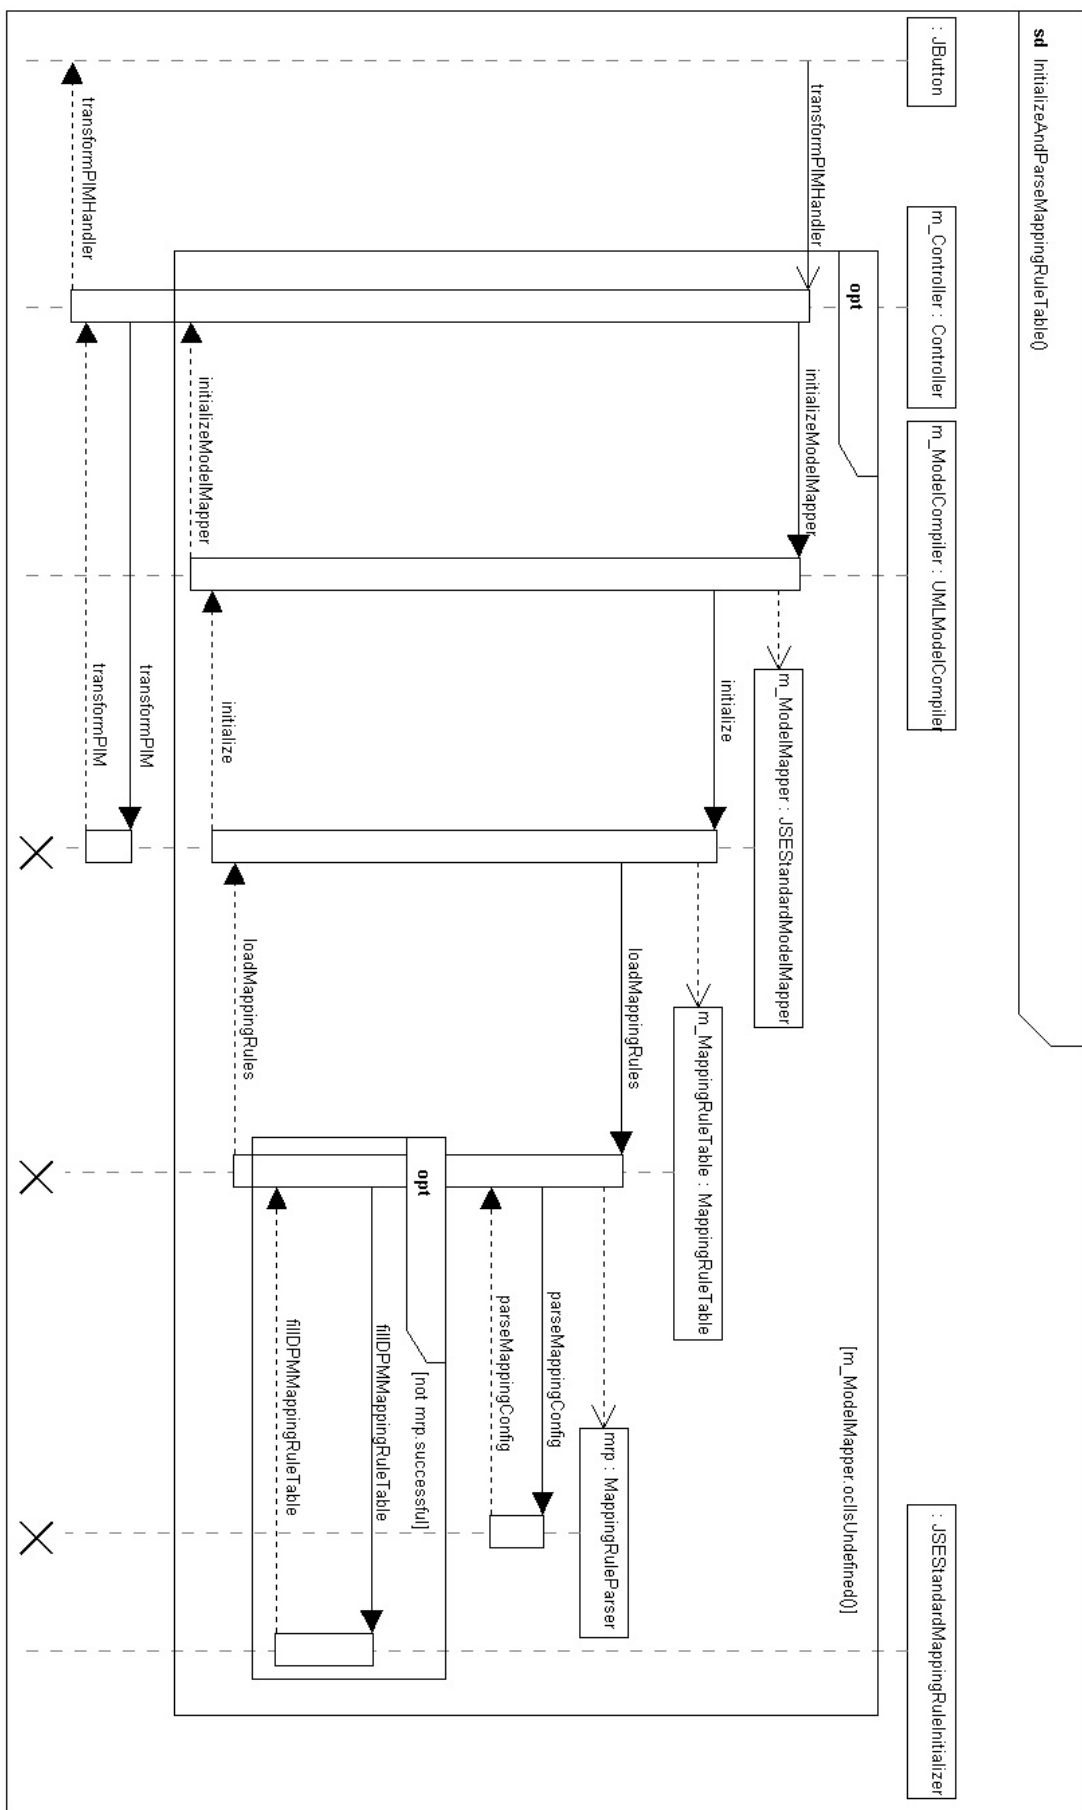 sd InitializeAndParseMappingRuleTable()
: JButton
m_Controller : Controller
m_ModelCompiler : UMLModelCompiler
: JSEStandardMappingRuleInitializer
transformPIMHandler
opt
[m_ModelMapper.oclIsUndefined()]
initializeModelMapper
m_ModelMapper : JSEStandardModelMapper
initialize
m_MappingRuleTable : MappingRuleTable
loadMappingRules
mrp : MappingRuleParser
parseMappingConfig
parseMappingConfig
opt
[not mrp.successful]
fillDPMMappingRuleTable
fillDPMMappingRuleTable
loadMappingRules
initialize
initializeModelMapper
transformPIM
transformPIM
transformPIMHandler